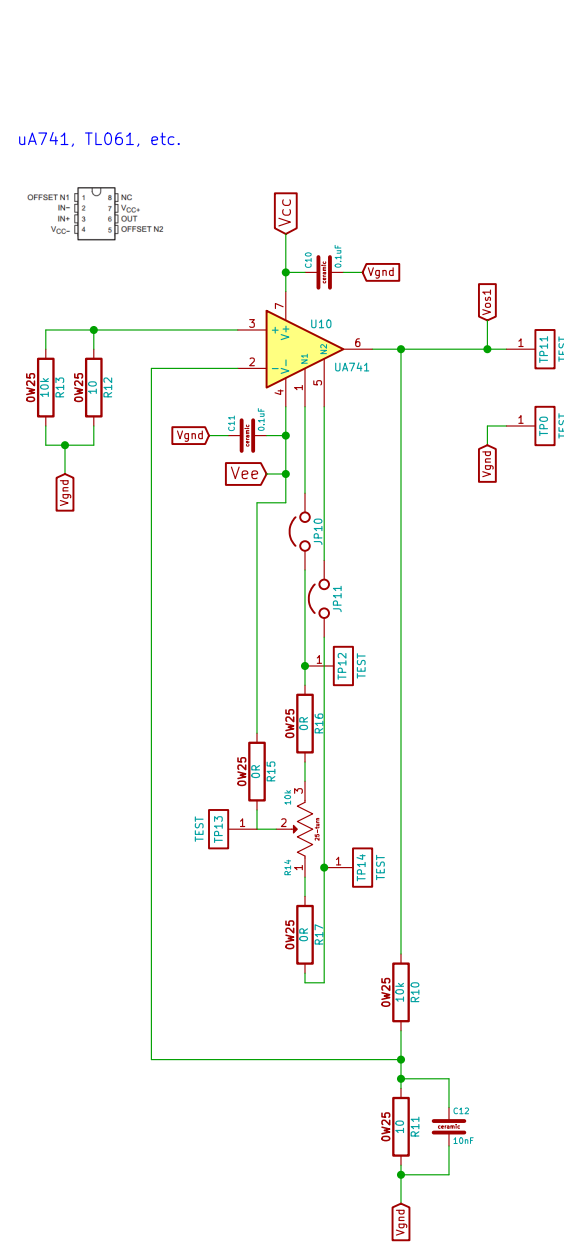 uA741, TL061, etc.
OFFSET N1 1 8 NC
IN− 2 7 VCC+
IN+ 3 6 OUT
VCC− 4 5 OFFSET N2
Vcc
C10
ceramic
0.1uF
Vgnd
7
U10
3
+
V+
N2
6
2
−
V−
N1
UA741
4
1
5
Vos1
1
TP11
TEST
1
TP0
TEST
Vgnd
0W25
10k
R13
0W25
10
R12
Vgnd
Vgnd
C11
ceramic
0.1uF
Vee
JP10
JP11
1
TP12
TEST
0W25
0R
R16
0W25
0R
R15
10k
3
TEST
TP13
1
2
25-turn
R14
1
1
TP14
TEST
0W25
0R
R17
0W25
10k
R10
0W25
10
R11
C12
ceramic
10nF
Vgnd